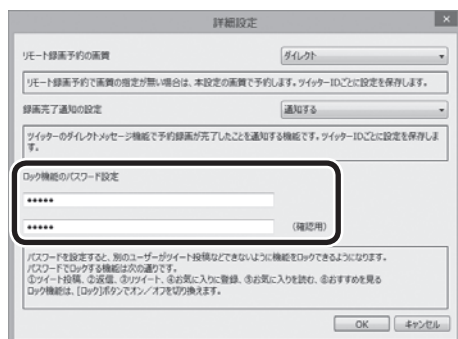 詳細設定
×
リモート録画予約の画質
ダイレクト
リモート録画予約で画質の指定が無い場合は、本設定の画質で予約します。ツイッターIDごとに設定を保存します。
録画完了通知の設定
通知する
ツイッターのダイレクトメッセージ機能で予約録画が完了したことを通知する機能です。ツイッターIDごとに設定を保存しま
す。
ロック機能のパスワード設定
*****
***** (確認用)
パスワードを設定すると、別のユーザーがツイート投稿などできないように機能をロックできるようになります。
パスワードでロックする機能は次の通りです。
①ツイート投稿、②返信、③リツイート、④お気に入りに登録、⑤お気に入りを読む、⑥おすすめを見る
ロック機能は、[ロック]ボタンでオン／オフを切り換えます。
OK キャンセル